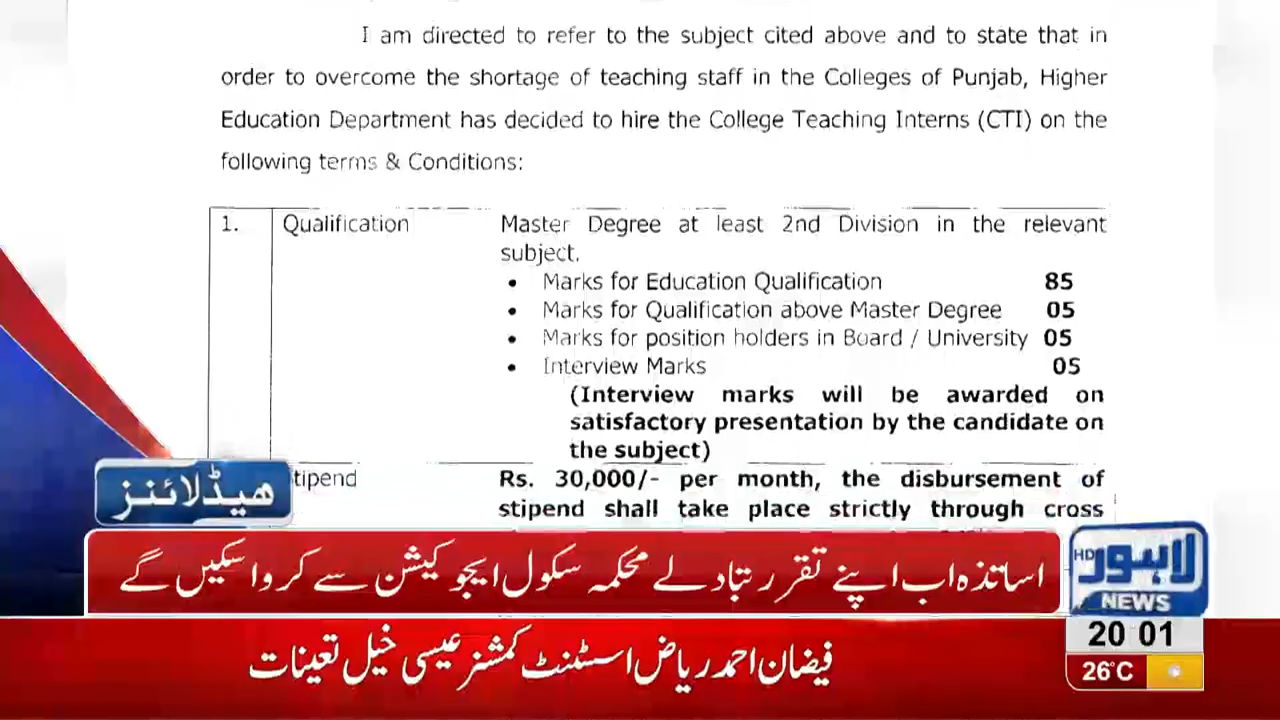 I am directed to refer to the subject cited above and to state that in
order to overcome the shortage of teaching staff in the Colleges of Punjab, Higher
Education Department has decided to hire the College Teaching Interns (CTI) on the
following terms & Conditions:
1. Qualification Master Degree at least 2nd Division in the relevant
subject.
• Marks for Education Qualification 85
• Marks for Qualification above Master Degree 05
• Marks for position holders in Board / University 05
• Interview Marks 05
(Interview marks will be awarded on
satisfactory presentation by the candidate on
the subject)
tipend Rs. 30,000/- per month, the disbursement of
stipend shall take place strictly through cross
ہیڈلائنز
اساتذہ اب اپنے تقرر تبادلے محکمہ سکول ایجوکیشن سے کروا سکیں گے
لاہور HD
NEWS
20 01
26°C
فیضان احمد ریاض اسسٹنٹ کمشنر عیسی خیل تعینات